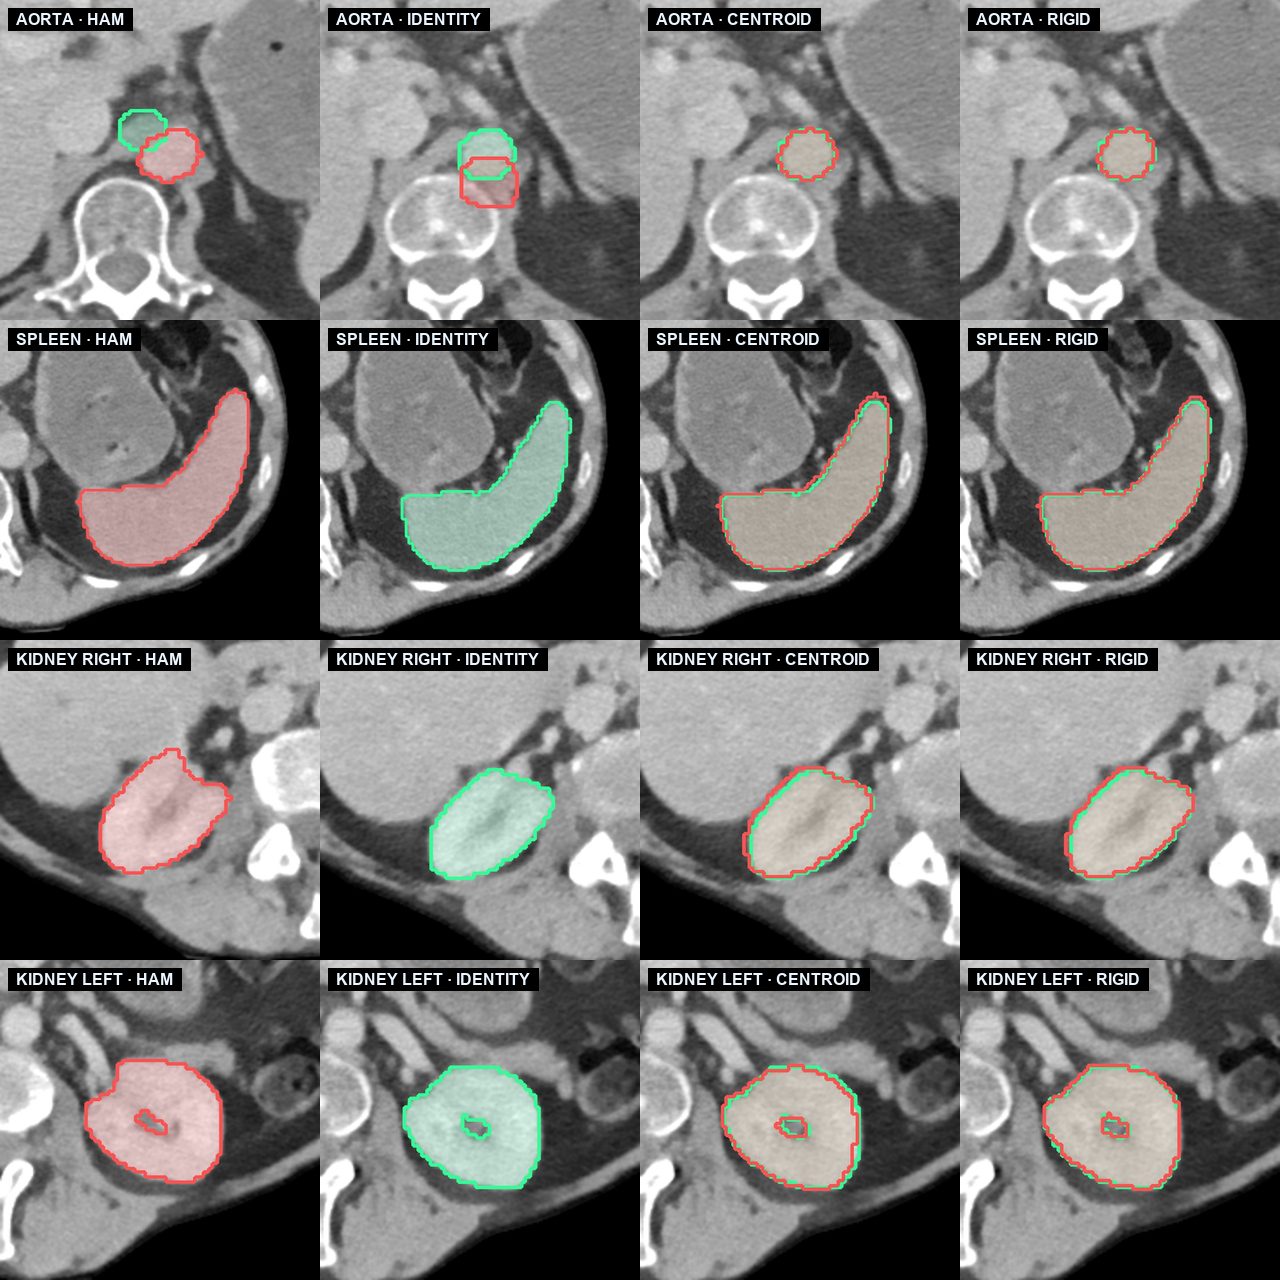 AORTA · HAM
AORTA · IDENTITY
AORTA · CENTROID
AORTA · RIGID
SPLEEN · HAM
SPLEEN · IDENTITY
SPLEEN · CENTROID
SPLEEN · RIGID
KIDNEY RIGHT · HAM
KIDNEY RIGHT · IDENTITY
KIDNEY RIGHT · CENTROID
KIDNEY RIGHT · RIGID
KIDNEY LEFT · HAM
KIDNEY LEFT · IDENTITY
KIDNEY LEFT · CENTROID
KIDNEY LEFT · RIGID